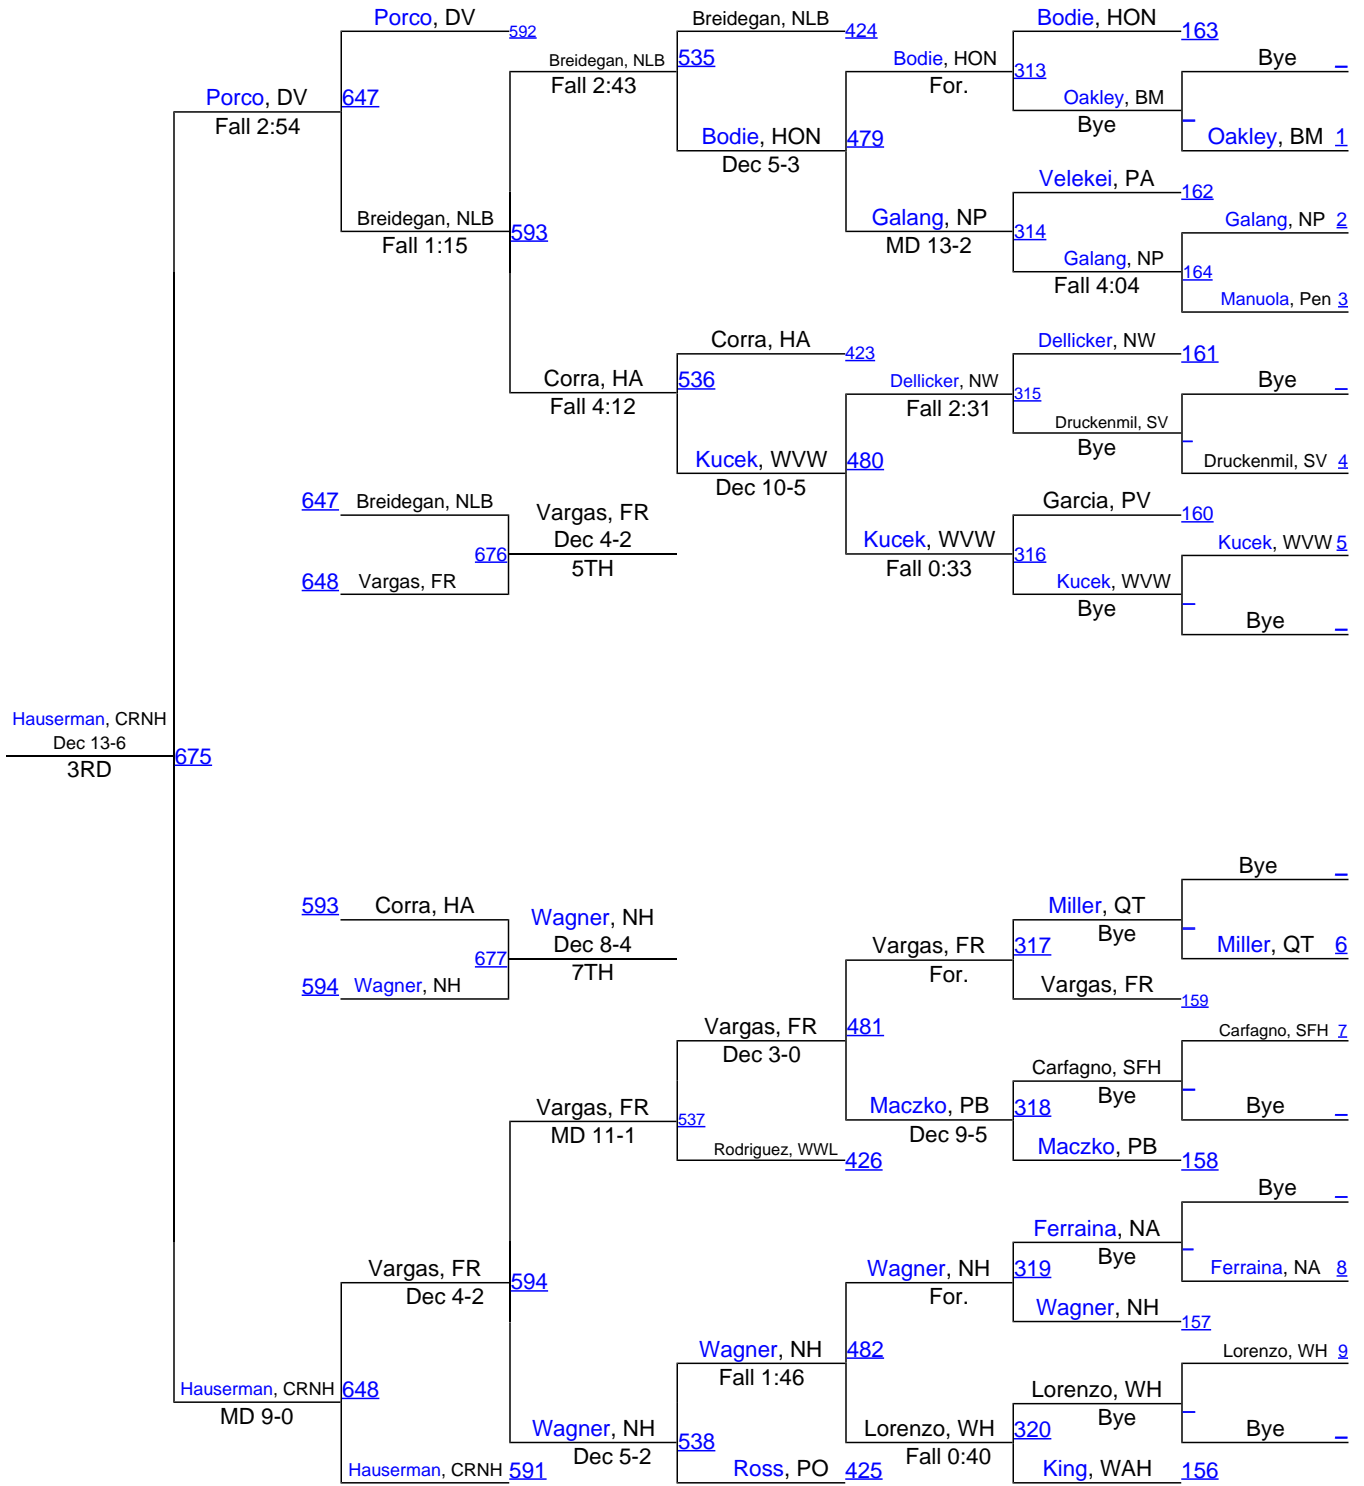 Porco, DV
592
Breidegan, NLB
424
Bodie, HON
163
Breidegan, NLB
535
Fall 2:43
Bodie, HON
For.
313
Bye
_
Porco, DV
647
Fall 2:54
Oakley, BM
Bye
_
Bodie, HON
479
Dec 5-3
Oakley, BM 1
Velekei, PA
162
Breidegan, NLB
593
Fall 1:15
Galang, NP
314
MD 13-2
Galang, NP 2
Galang, NP
164
Fall 4:04
Manuola, Pen 3
Corra, HA
423
Dellicker, NW
161
Corra, HA
536
Fall 4:12
Dellicker, NW
315
Fall 2:31
Bye
_
Druckenmil, SV
Bye
_
Kucek, WVW
480
Dec 10-5
Druckenmil, SV 4
647 Breidegan, NLB
Vargas, FR
Dec 4-2
676
5TH
648 Vargas, FR
Garcia, PV
160
Kucek, WVW
316
Fall 0:33
Kucek, WVW 5
Kucek, WVW
Bye
_
Bye
_
Hauserman, CRNH
Dec 13-6
675
3RD
Bye
_
593 Corra, HA
Wagner, NH
Dec 8-4
677
7TH
594 Wagner, NH
Miller, QT
Bye
_
Vargas, FR
317
For.
Miller, QT 6
Vargas, FR
159
Vargas, FR
481
Dec 3-0
Carfagno, SFH 7
Carfagno, SFH
Bye
_
Vargas, FR
537
MD 11-1
Maczko, PB
318
Dec 9-5
Bye
_
Rodriguez, WWL
426
Maczko, PB
158
Bye
_
Ferraina, NA
Bye
_
Vargas, FR
594
Dec 4-2
Wagner, NH
319
For.
Ferraina, NA 8
Wagner, NH
157
Wagner, NH
482
Fall 1:46
Lorenzo, WH 9
Hauserman, CRNH
648
MD 9-0
Lorenzo, WH
Bye
_
Wagner, NH
538
Dec 5-2
Lorenzo, WH
320
Fall 0:40
Bye
_
Hauserman, CRNH
591
Ross, PO
425
King, WAH
156